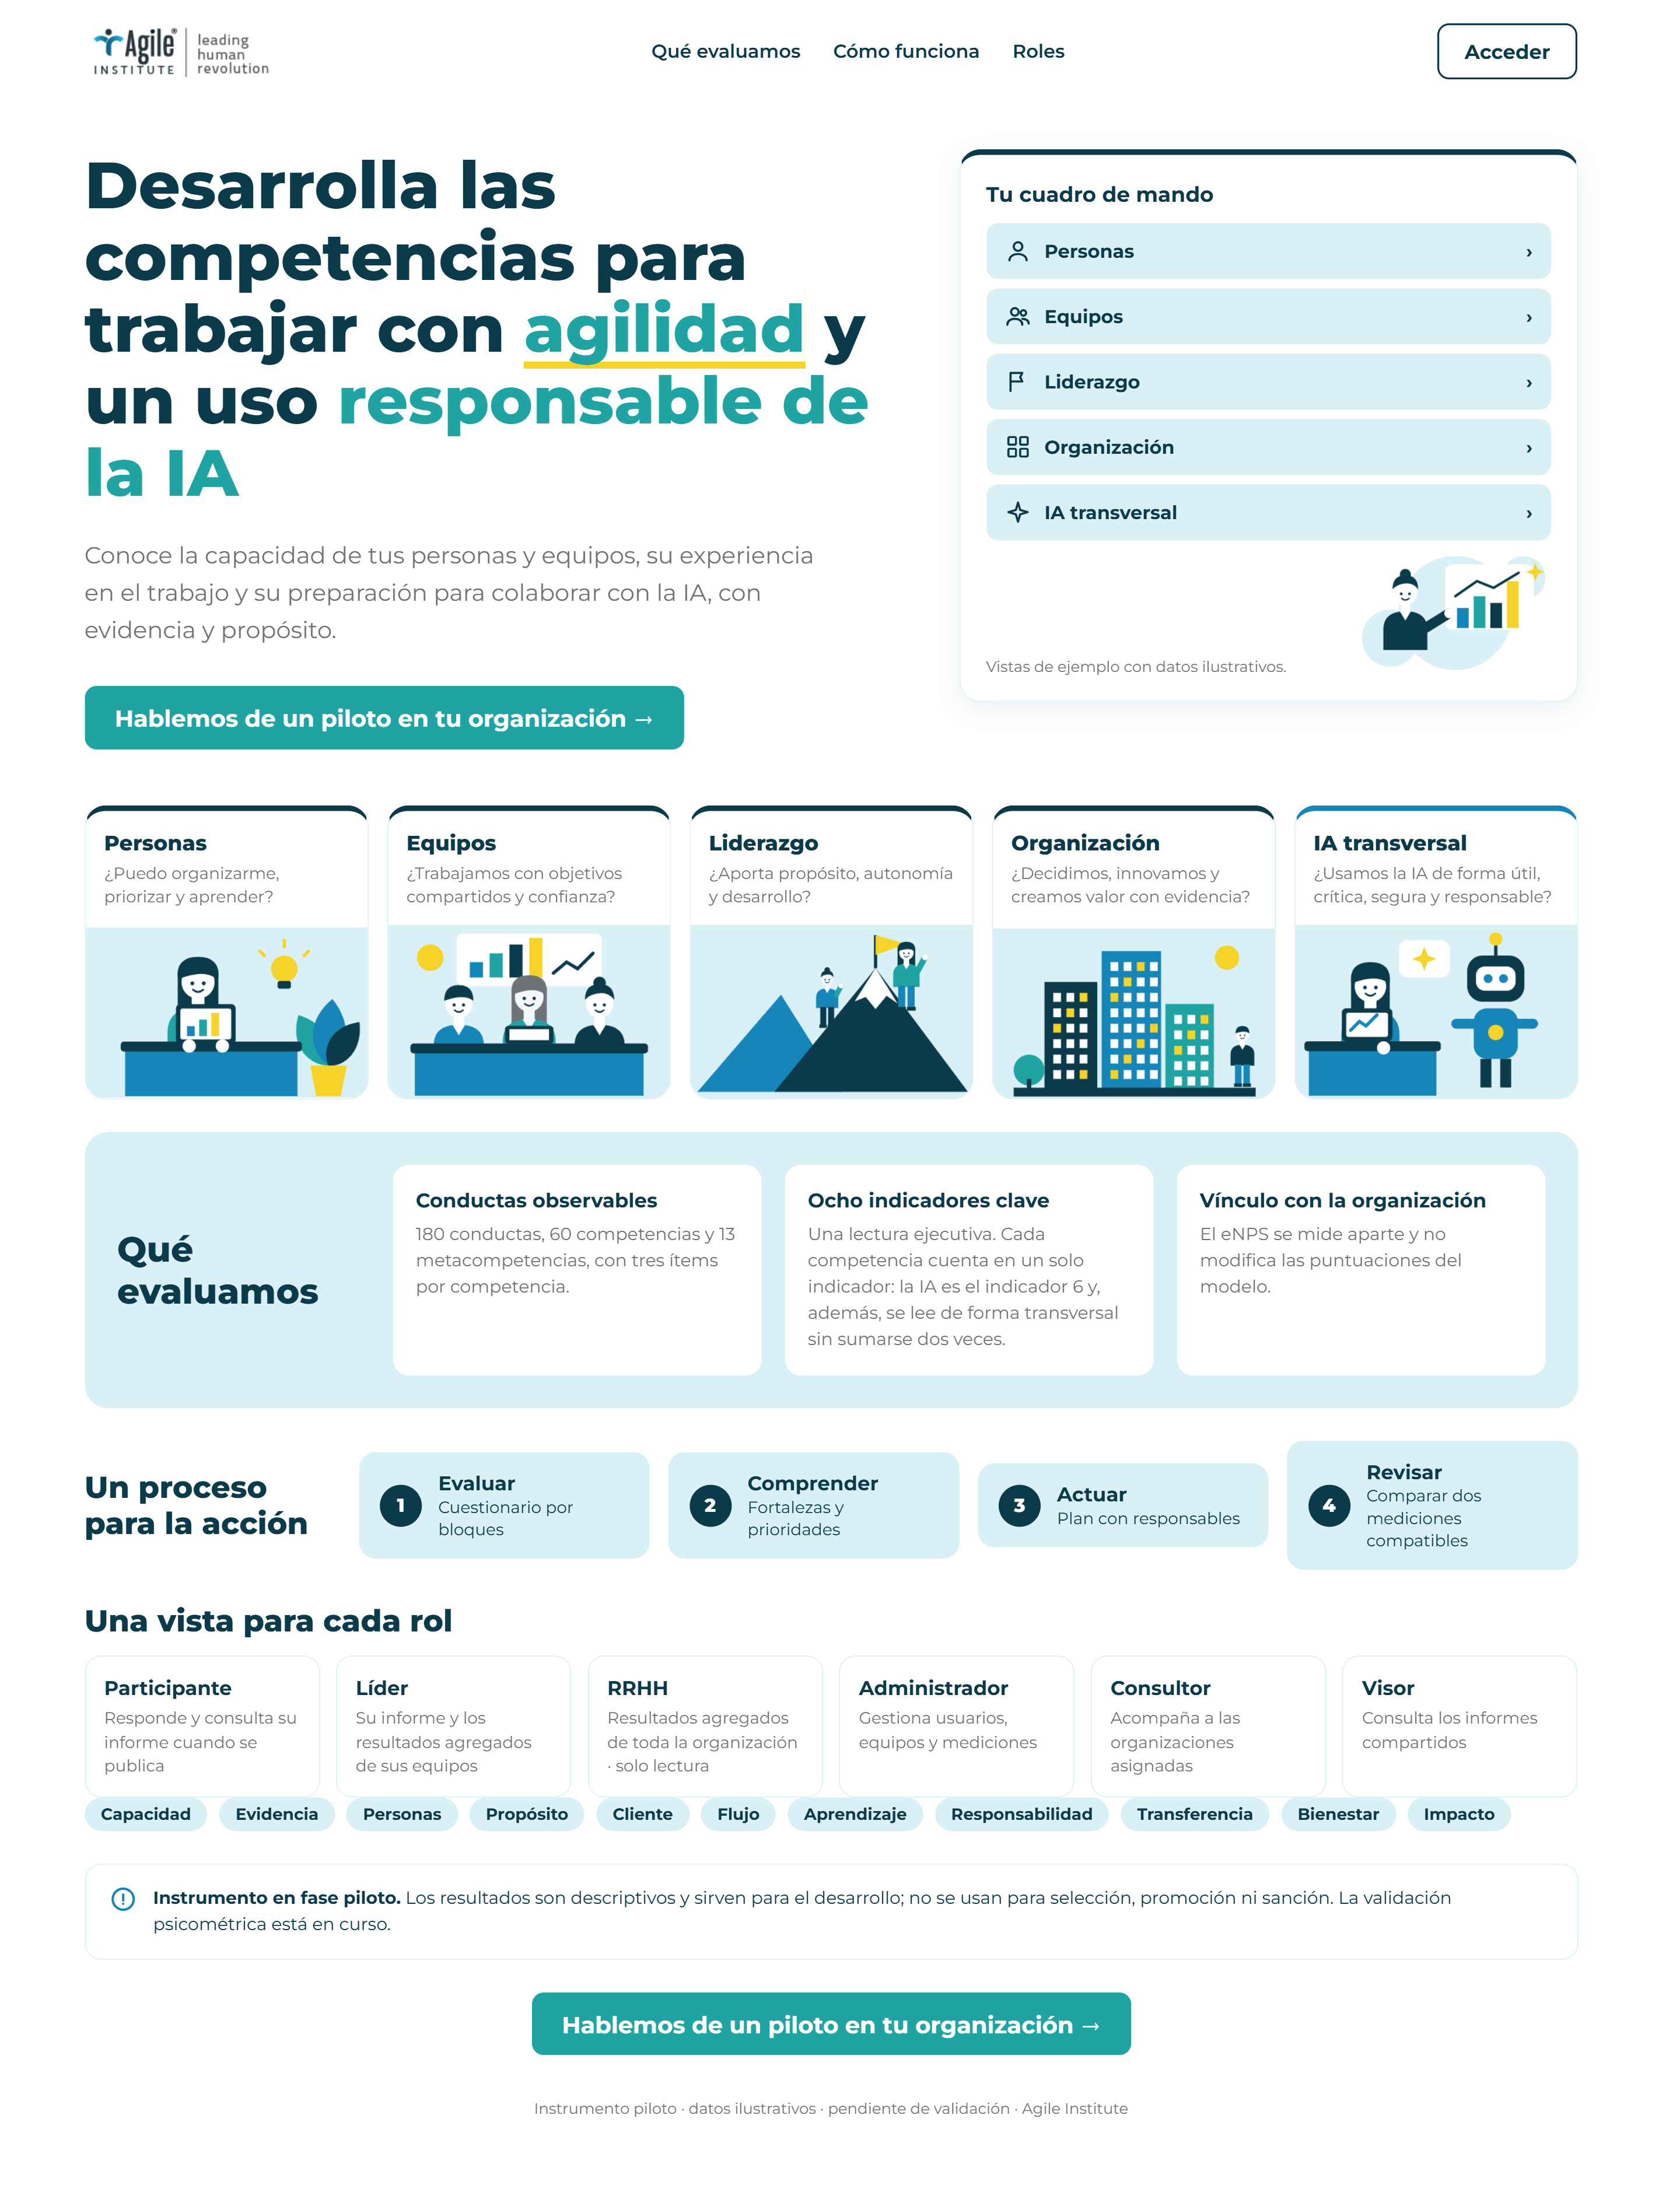 Agile®
INSTITUTE
leading
human
revolution
Qué evaluamos
Cómo funciona
Roles
Acceder
Desarrolla las
competencias para
trabajar con agilidad y
un uso responsable de
la IA
Conoce la capacidad de tus personas y equipos, su experiencia
en el trabajo y su preparación para colaborar con la IA, con
evidencia y propósito.
Hablemos de un piloto en tu organización →
Tu cuadro de mando
Personas ›
Equipos ›
Liderazgo ›
Organización ›
IA transversal ›
Vistas de ejemplo con datos ilustrativos.
Personas
¿Puedo organizarme,
priorizar y aprender?
Equipos
¿Trabajamos con objetivos
compartidos y confianza?
Liderazgo
¿Aporta propósito, autonomía
y desarrollo?
Organización
¿Decidimos, innovamos y
creamos valor con evidencia?
IA transversal
¿Usamos la IA de forma útil,
crítica, segura y responsable?
Qué
evaluamos
Conductas observables
180 conductas, 60 competencias y 13
metacompetencias, con tres ítems
por competencia.
Ocho indicadores clave
Una lectura ejecutiva. Cada
competencia cuenta en un solo
indicador: la IA es el indicador 6 y,
además, se lee de forma transversal
sin sumarse dos veces.
Vínculo con la organización
El eNPS se mide aparte y no
modifica las puntuaciones del
modelo.
Un proceso
para la acción
1
Evaluar
Cuestionario por
bloques
2
Comprender
Fortalezas y
prioridades
3
Actuar
Plan con responsables
4
Revisar
Comparar dos
mediciones
compatibles
Una vista para cada rol
Participante
Responde y consulta su
informe cuando se
publica
Líder
Su informe y los
resultados agregados
de sus equipos
RRHH
Resultados agregados
de toda la organización
· solo lectura
Administrador
Gestiona usuarios,
equipos y mediciones
Consultor
Acompaña a las
organizaciones
asignadas
Visor
Consulta los informes
compartidos
Capacidad
Evidencia
Personas
Propósito
Cliente
Flujo
Aprendizaje
Responsabilidad
Transferencia
Bienestar
Impacto
Instrumento en fase piloto. Los resultados son descriptivos y sirven para el desarrollo; no se usan para selección, promoción ni sanción. La validación
psicométrica está en curso.
Hablemos de un piloto en tu organización →
Instrumento piloto · datos ilustrativos · pendiente de validación · Agile Institute